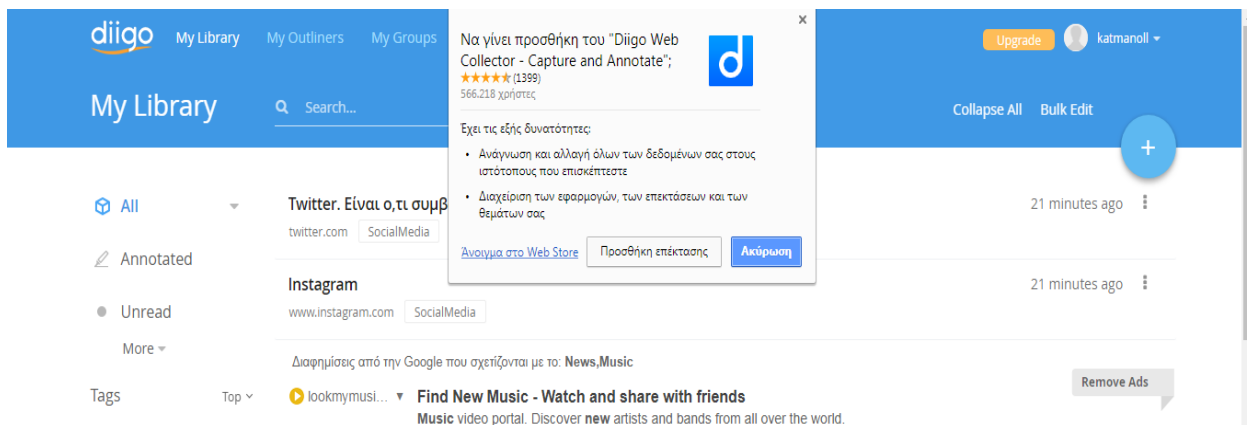 diigo
My Library
My Outliners
My Groups
Upgrade
katmanoll
My Library
Search...
Collapse All
Bulk Edit
+
x
Να γίνει προσθήκη του "Diigo Web
Collector - Capture and Annotate";
(1399)
566.218 χρήστες
Έχει τις εξής δυνατότητες:
• Ανάγνωση και αλλαγή όλων των δεδομένων σας στους
ιστότοπους που επισκέπτεστε
• Διαχείριση των εφαρμογών, των επεκτάσεων και των
θεμάτων σας
Άνοιγμα στο Web Store
Προσθήκη επέκτασης
Ακύρωση
All
Annotated
Unread
More
Tags
Top
Twitter. Είναι ο,τι συμβ
21 minutes ago
twitter.com
SocialMedia
Instagram
21 minutes ago
www.instagram.com
SocialMedia
Διαφημίσεις από την Google που σχετίζονται με το: News,Music
Remove Ads
lookmymusi...
Find New Music - Watch and share with friends
Music video portal. Discover new artists and bands from all over the world.